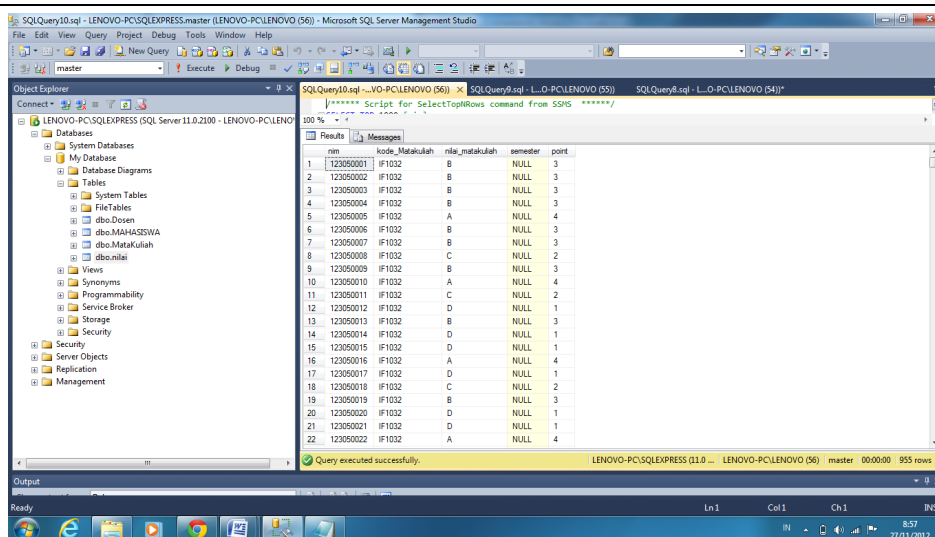 SQLQuery10.sql - LENOVO-PC\SQLEXPRESS.master (LENOVO-PC\LENOVO (56)) - Microsoft SQL Server Management Studio
File Edit View Query Project Debug Tools Window Help
New Query
master Execute Debug
Object Explorer
Connect
LENOVO-PC\SQLEXPRESS (SQL Server 11.0.2100 - LENOVO-PC\LENO
Databases
System Databases
My Database
Database Diagrams
Tables
System Tables
FileTables
dbo.Dosen
dbo.MAHASISWA
dbo.MataKuliah
dbo.nilai
Views
Synonyms
Programmability
Service Broker
Storage
Security
Security
Server Objects
Replication
Management
SQLQuery10.sql -...VO-PC\LENOVO (56)) SQLQuery9.sql - L...O-PC\LENOVO (55)) SQLQuery8.sql - L...O-PC\LENOVO (54))*
/****** Script for SelectTopNRows command from SSMS ******/
100 %
Results Messages
nim kode_Matakuliah nilai_matakuliah semester point
1 123050001 IF1032 B NULL 3
2 123050002 IF1032 B NULL 3
3 123050003 IF1032 B NULL 3
4 123050004 IF1032 B NULL 3
5 123050005 IF1032 A NULL 4
6 123050006 IF1032 B NULL 3
7 123050007 IF1032 B NULL 3
8 123050008 IF1032 C NULL 2
9 123050009 IF1032 B NULL 3
10 123050010 IF1032 A NULL 4
11 123050011 IF1032 C NULL 2
12 123050012 IF1032 D NULL 1
13 123050013 IF1032 B NULL 3
14 123050014 IF1032 D NULL 1
15 123050015 IF1032 D NULL 1
16 123050016 IF1032 A NULL 4
17 123050017 IF1032 D NULL 1
18 123050018 IF1032 C NULL 2
19 123050019 IF1032 B NULL 3
20 123050020 IF1032 D NULL 1
21 123050021 IF1032 D NULL 1
22 123050022 IF1032 A NULL 4
Query executed successfully. LENOVO-PC\SQLEXPRESS (11.0 ... LENOVO-PC\LENOVO (56) master 00:00:00 955 rows
Output
Ready Ln 1 Col 1 Ch 1 INS
IN 8:57
27/11/2012